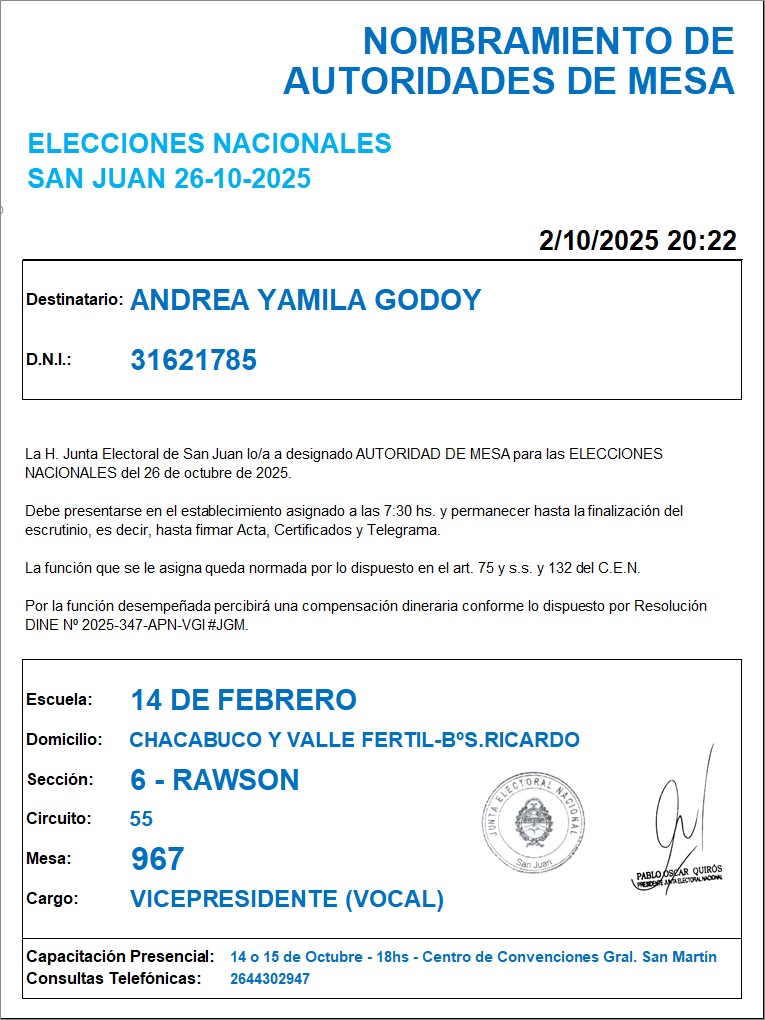 NOMBRAMIENTO DE
AUTORIDADES DE MESA
ELECCIONES NACIONALES
SAN JUAN 26-10-2025
2/10/2025 20:22
Destinatario: ANDREA YAMILA GODOY
D.N.I.: 31621785
La H. Junta Electoral de San Juan lo/a a designado AUTORIDAD DE MESA para las ELECCIONES
NACIONALES del 26 de octubre de 2025.
Debe presentarse en el establecimiento asignado a las 7:30 hs. y permanecer hasta la finalización del
escrutinio, es decir, hasta firmar Acta, Certificados y Telegrama.
La función que se le asigna queda normada por lo dispuesto en el art. 75 y s.s. y 132 del C.E.N.
Por la función desempeñada percibirá una compensación dineraria conforme lo dispuesto por Resolución
DINE Nº 2025-347-APN-VGI#JGM.
Escuela: 14 DE FEBRERO
Domicilio: CHACABUCO Y VALLE FERTIL-BºS.RICARDO
Sección: 6 - RAWSON
Circuito: 55
Mesa: 967
Cargo: VICEPRESIDENTE (VOCAL)
JUNTA ELECTORAL NACIONAL
San Juan
PABLO OSCAR QUIRÓS
PRESIDENTE JUNTA ELECTORAL NACIONAL
Capacitación Presencial: 14 o 15 de Octubre - 18hs - Centro de Convenciones Gral. San Martín
Consultas Telefónicas: 2644302947